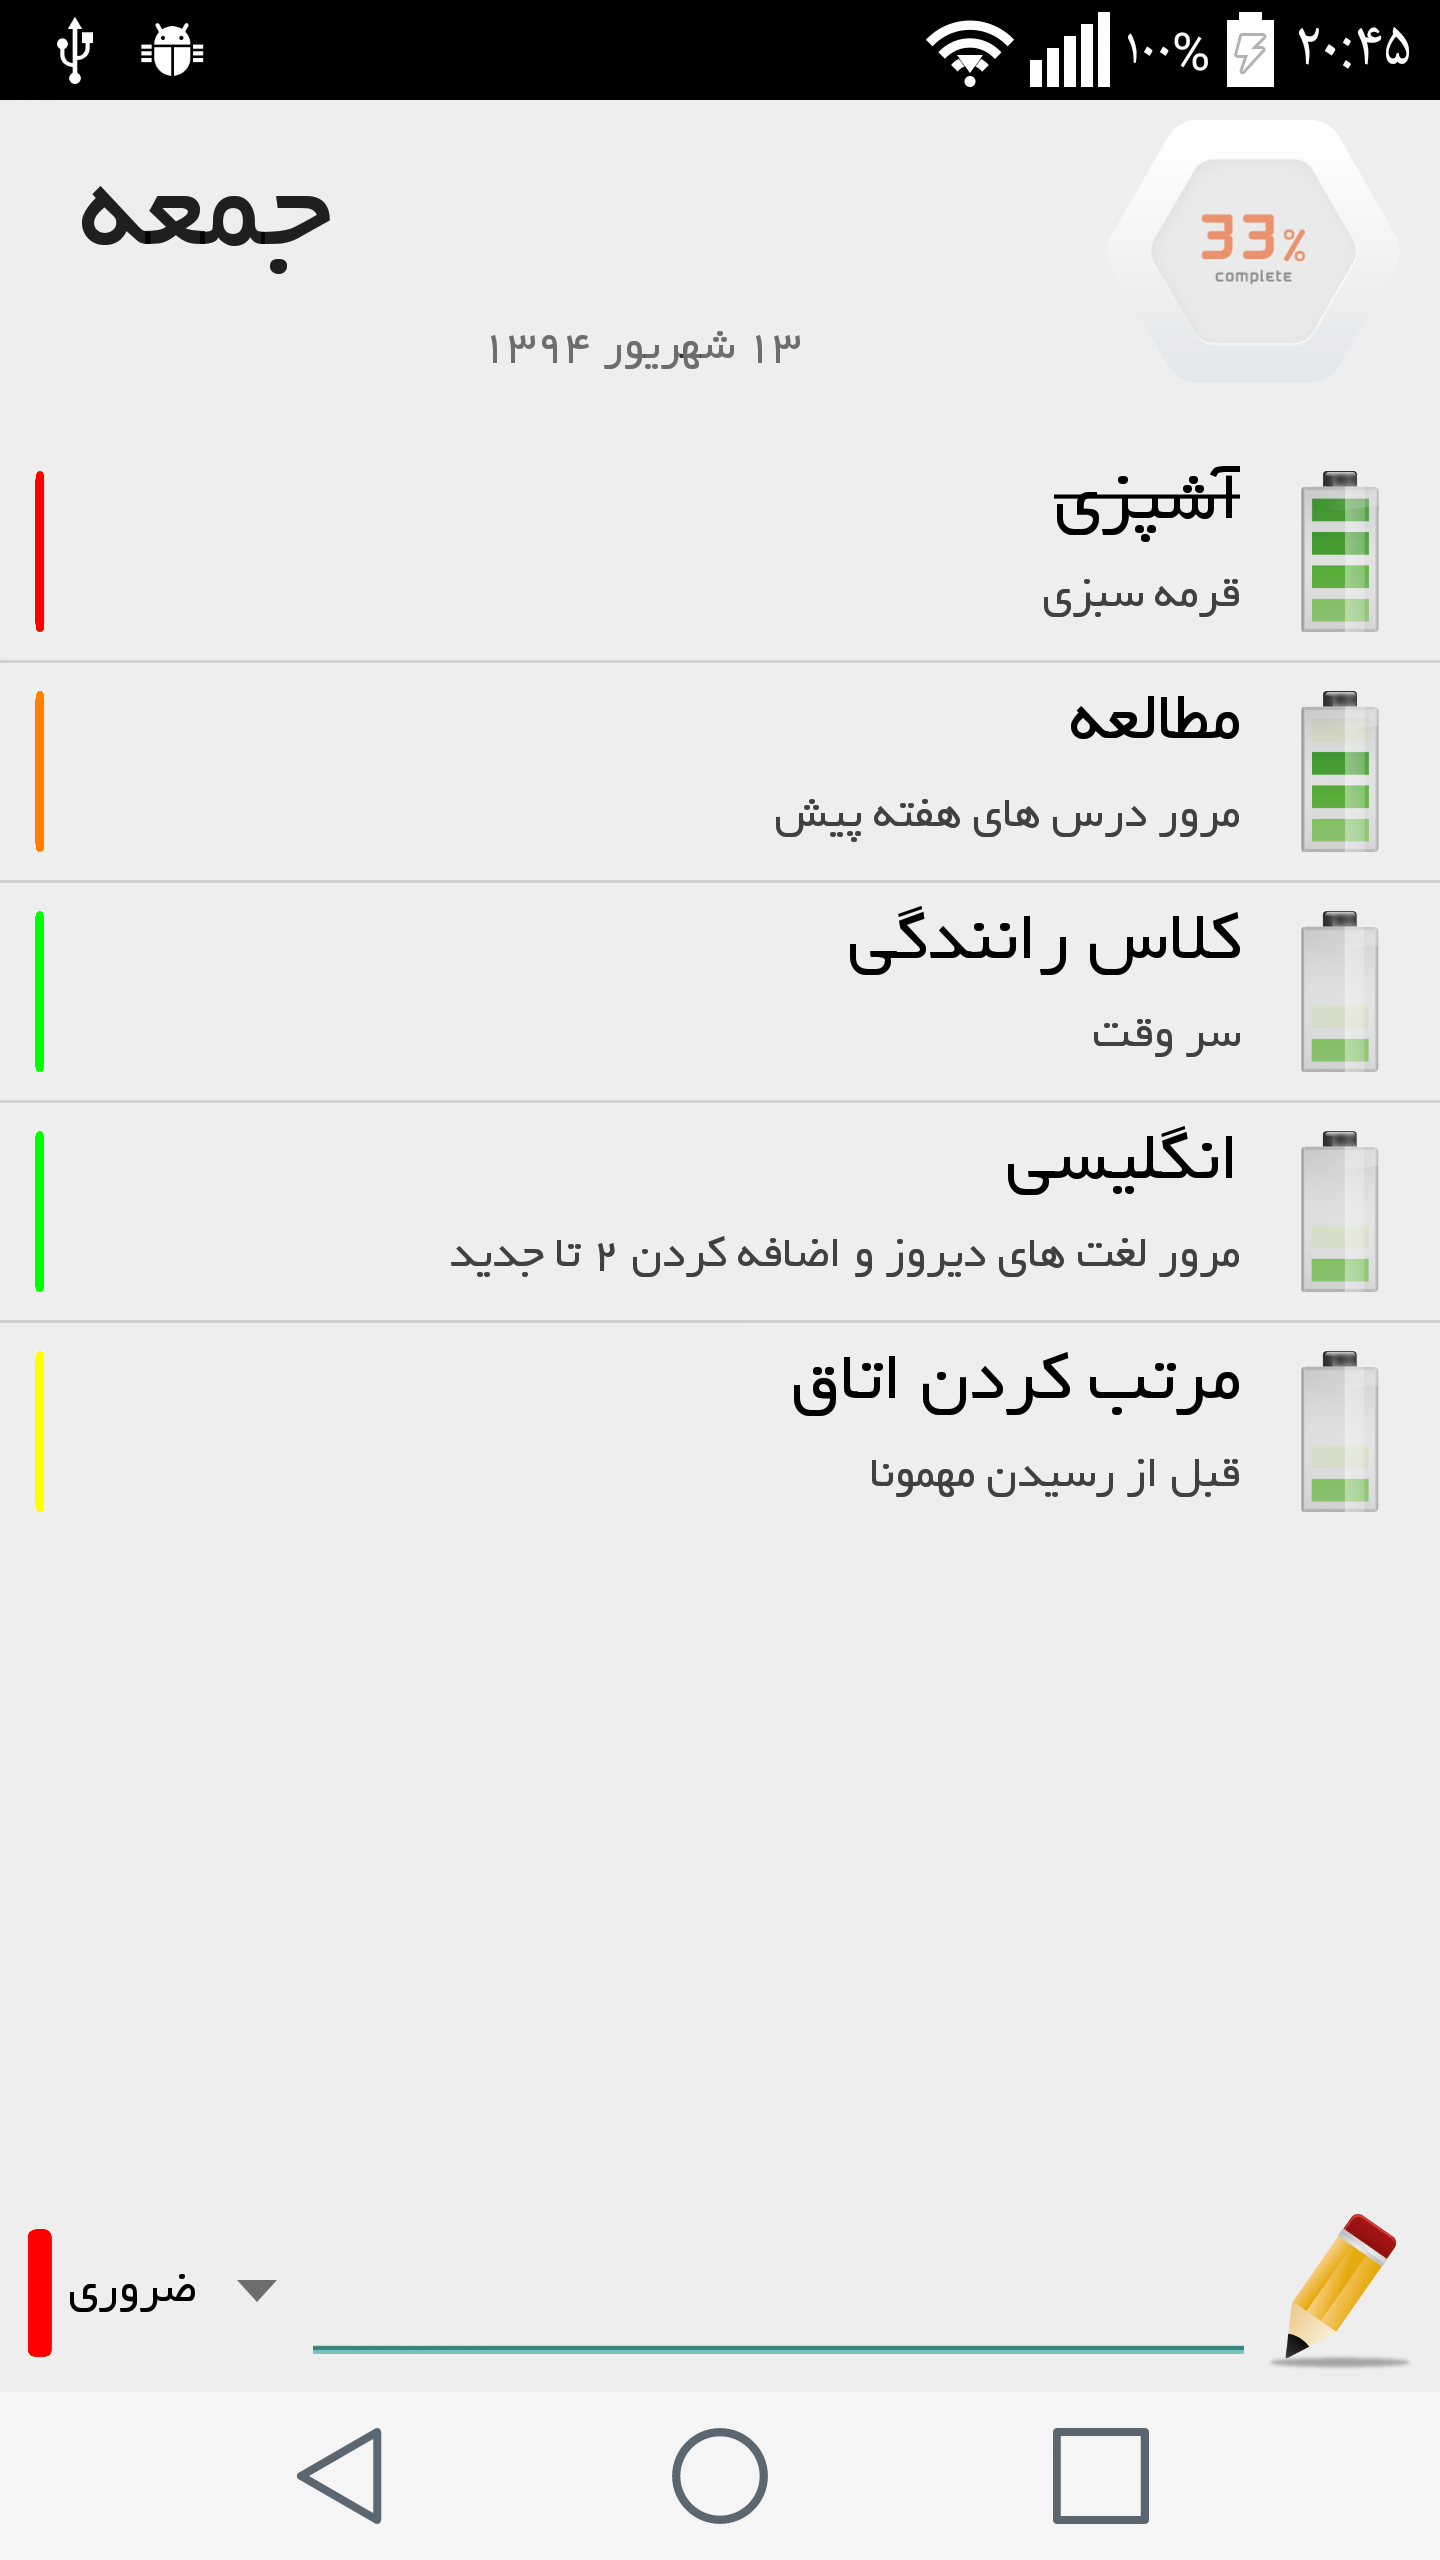 ۱۰۰% ۲۰:۴۵
جمعه
33%
complete
۱۳ شهریور ۱۳۹۴
آشپزی
قرمه سبزی
مطالعه
مرور درس های هفته پیش
کلاس رانندگی
سر وقت
انگلیسی
مرور لغت های دیروز و اضافه کردن ۲ تا جدید
مرتب کردن اتاق
قبل از رسیدن مهمونا
ضروری